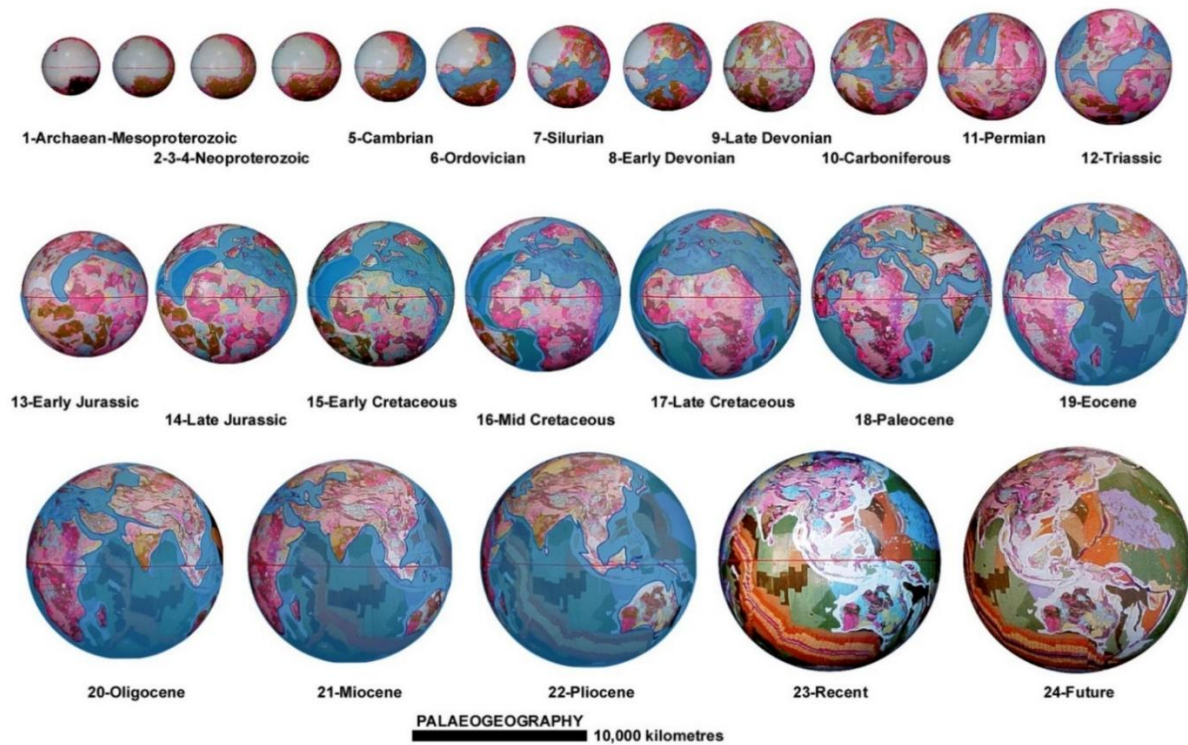 1-Archaean-Mesoproterozoic
2-3-4-Neoproterozoic
5-Cambrian
6-Ordovician
7-Silurian
8-Early Devonian
9-Late Devonian
10-Carboniferous
11-Permian
12-Triassic
13-Early Jurassic
14-Late Jurassic
15-Early Cretaceous
16-Mid Cretaceous
17-Late Cretaceous
18-Paleocene
19-Eocene
20-Oligocene
21-Miocene
22-Pliocene
23-Recent
24-Future
PALAEOGEOGRAPHY
10,000 kilometres